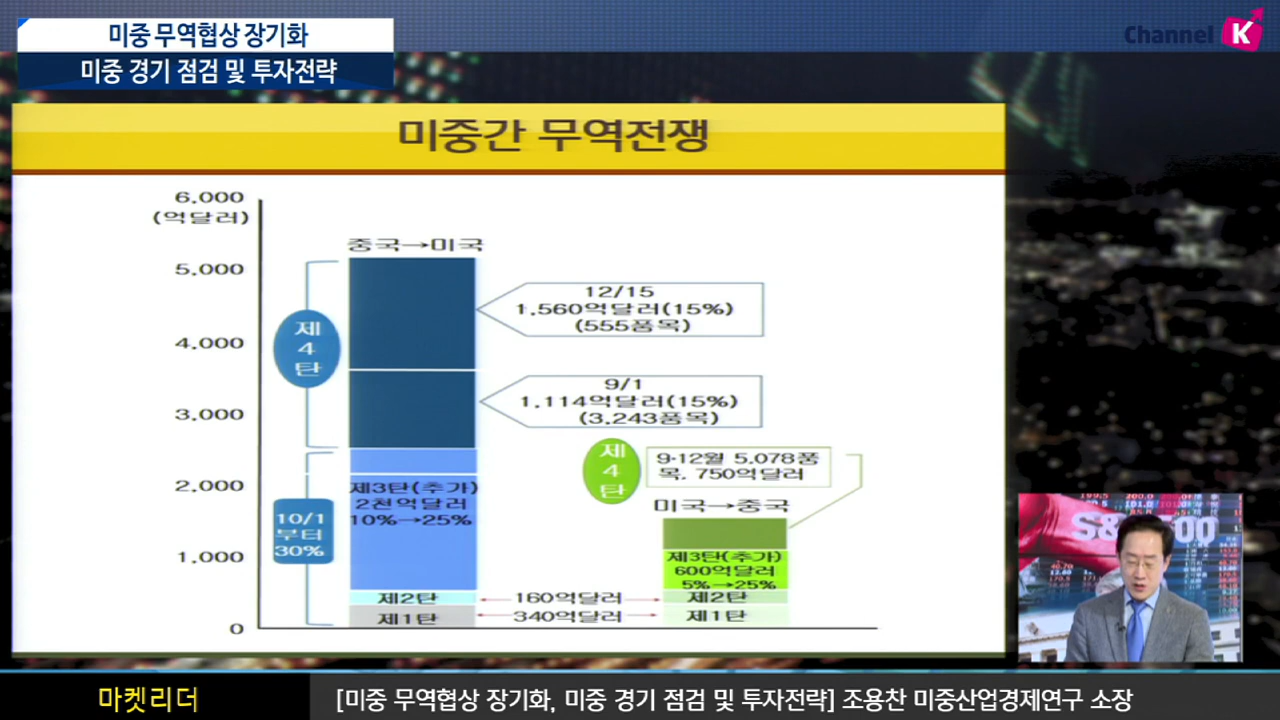 미중 무역협상 장기화
미중 경기 점검 및 투자전략
Channel K
미중간 무역전쟁
6,000
(억달러)
5,000
4,000
3,000
2,000
1,000
0
중국→미국
제
4
탄
12/15
1,560억달러(15%)
(555품목)
9/1
1,114억달러(15%)
(3,243품목)
제
4
탄
9·12월 5,078품
목, 750억달러
10/1
부터
30%
제3탄(추가)
2천억달러
10%→25%
미국→중국
제3탄(추가)
600억달러
5%→25%
제2탄
160억달러
제2탄
제1탄
340억달러
제1탄
마켓리더
[미중 무역협상 장기화, 미중 경기 점검 및 투자전략] 조용찬 미중산업경제연구 소장